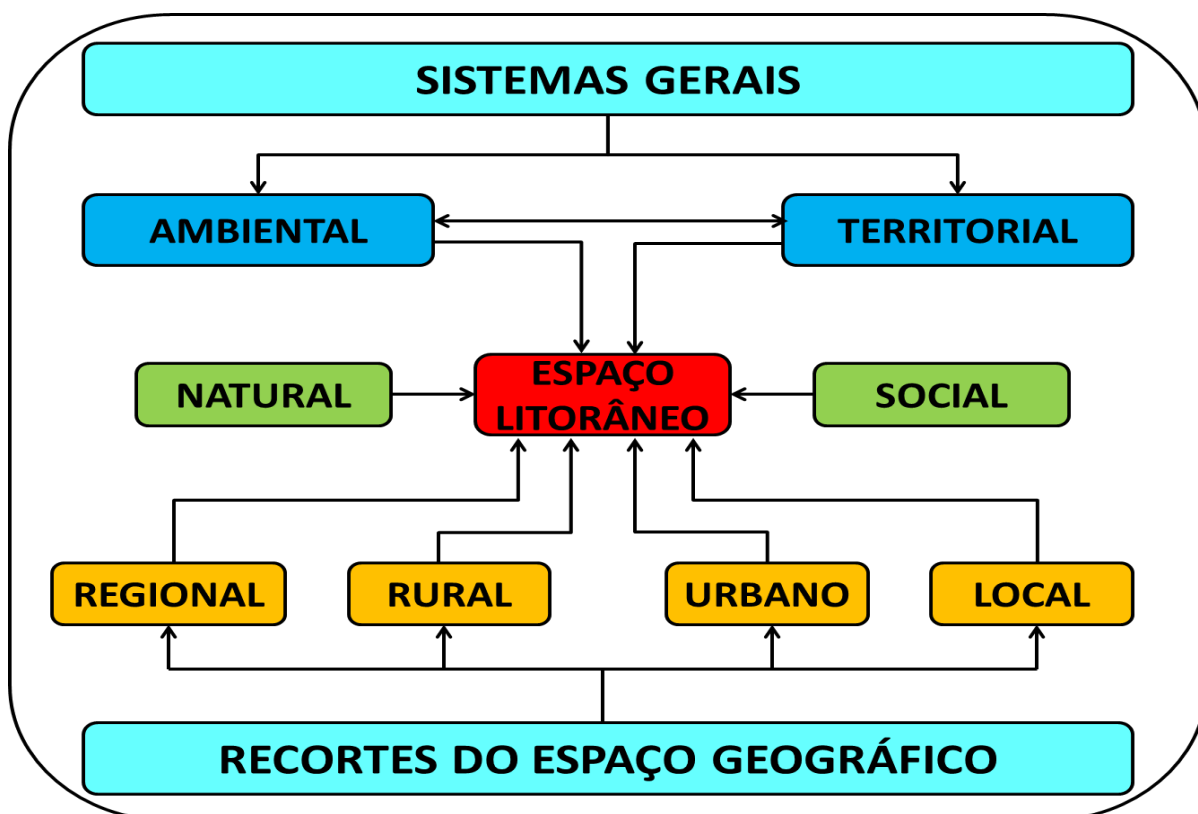 SISTEMAS GERAIS
AMBIENTAL
TERRITORIAL
NATURAL
ESPAÇO
LITORÂNEO
SOCIAL
REGIONAL
RURAL
URBANO
LOCAL
RECORTES DO ESPAÇO GEOGRÁFICO